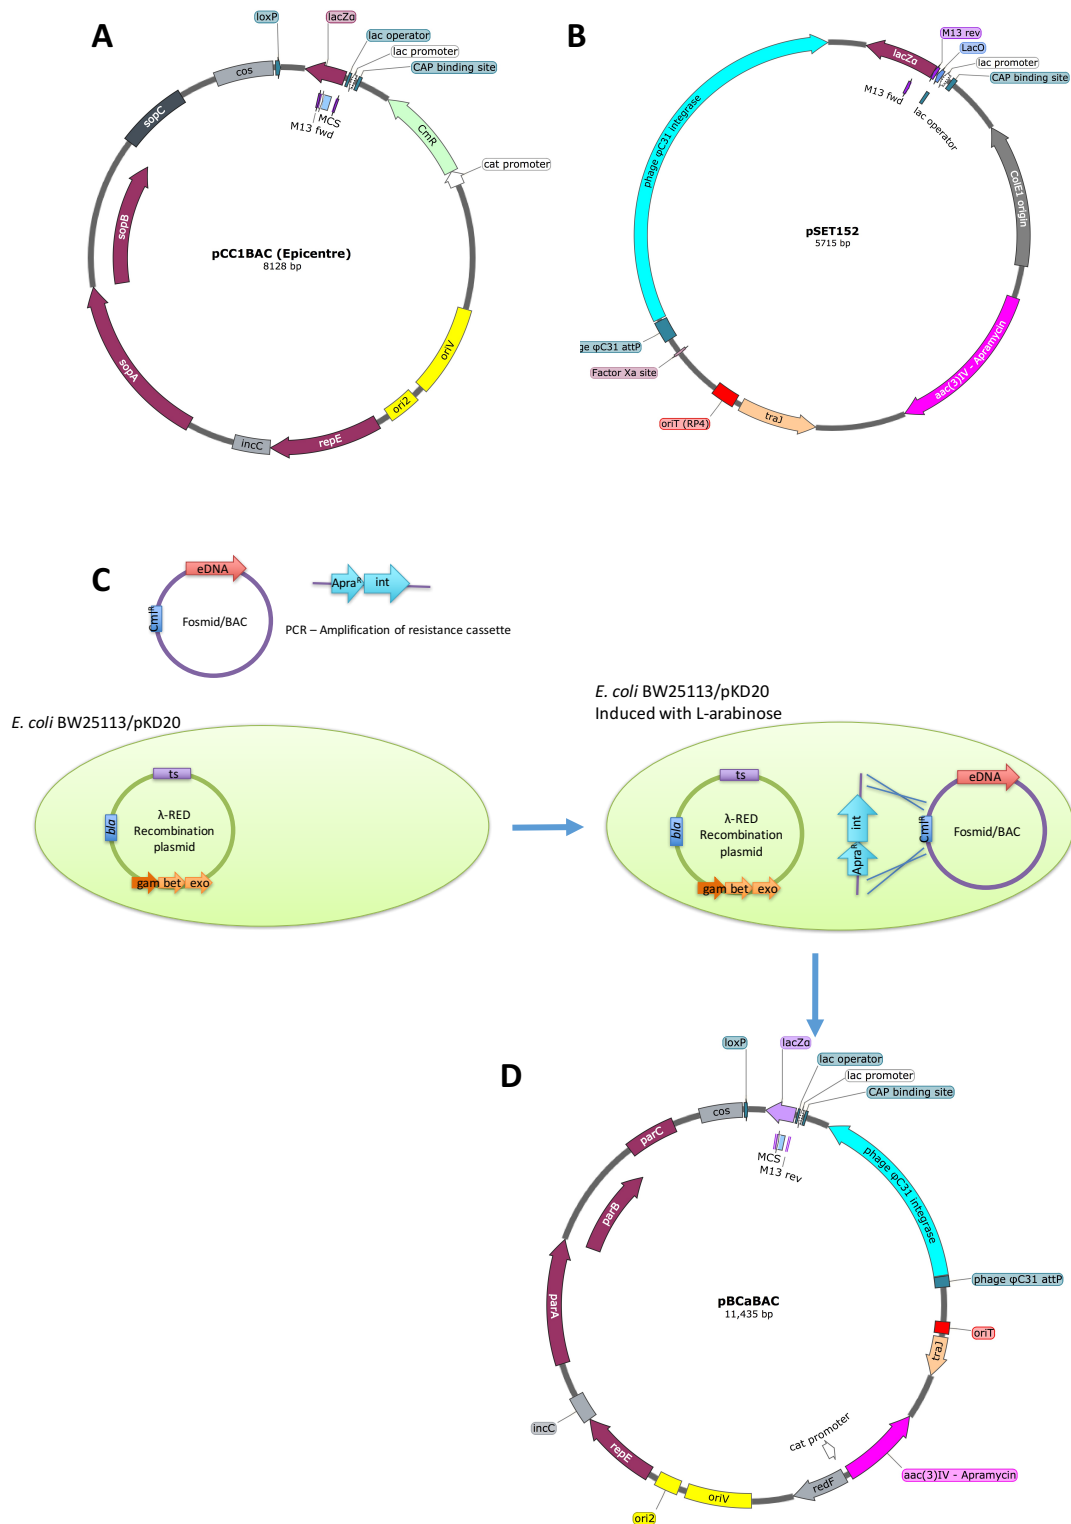 A
loxP
lacZα
lac operator
lac promoter
CAP binding site
cos
sopC
MCS
M13 fwd
CmR
cat promoter
sopB
pCC1BAC (Epicentre)
8128 bp
sopA
oriV
ori2
repE
incC
B
M13 rev
LacO
lac promoter
CAP binding site
lacZα
M13 fwd
lac operator
phage φC31 integrase
ColE1 origin
pSET152
5715 bp
ge φC31 attP
Factor Xa site
oriT (RP4)
traJ
aac(3)IV - Apramycin
C
eDNA
CmlR
Fosmid/BAC
ApraR
int
PCR – Amplification of resistance cassette
E. coli BW25113/pKD20
ts
bla
λ-RED
Recombination
plasmid
gam bet exo
E. coli BW25113/pKD20
Induced with L-arabinose
ts
bla
λ-RED
Recombination
plasmid
gam bet exo
int
ApraR
eDNA
CmlR
Fosmid/BAC
D
loxP
lacZα
lac operator
lac promoter
CAP binding site
cos
parC
MCS
M13 rev
phage φC31 integrase
parB
parA
pBCaBAC
11,435 bp
phage φC31 attP
oriT
traJ
incC
repE
cat promoter
aac(3)IV - Apramycin
redF
oriV
ori2